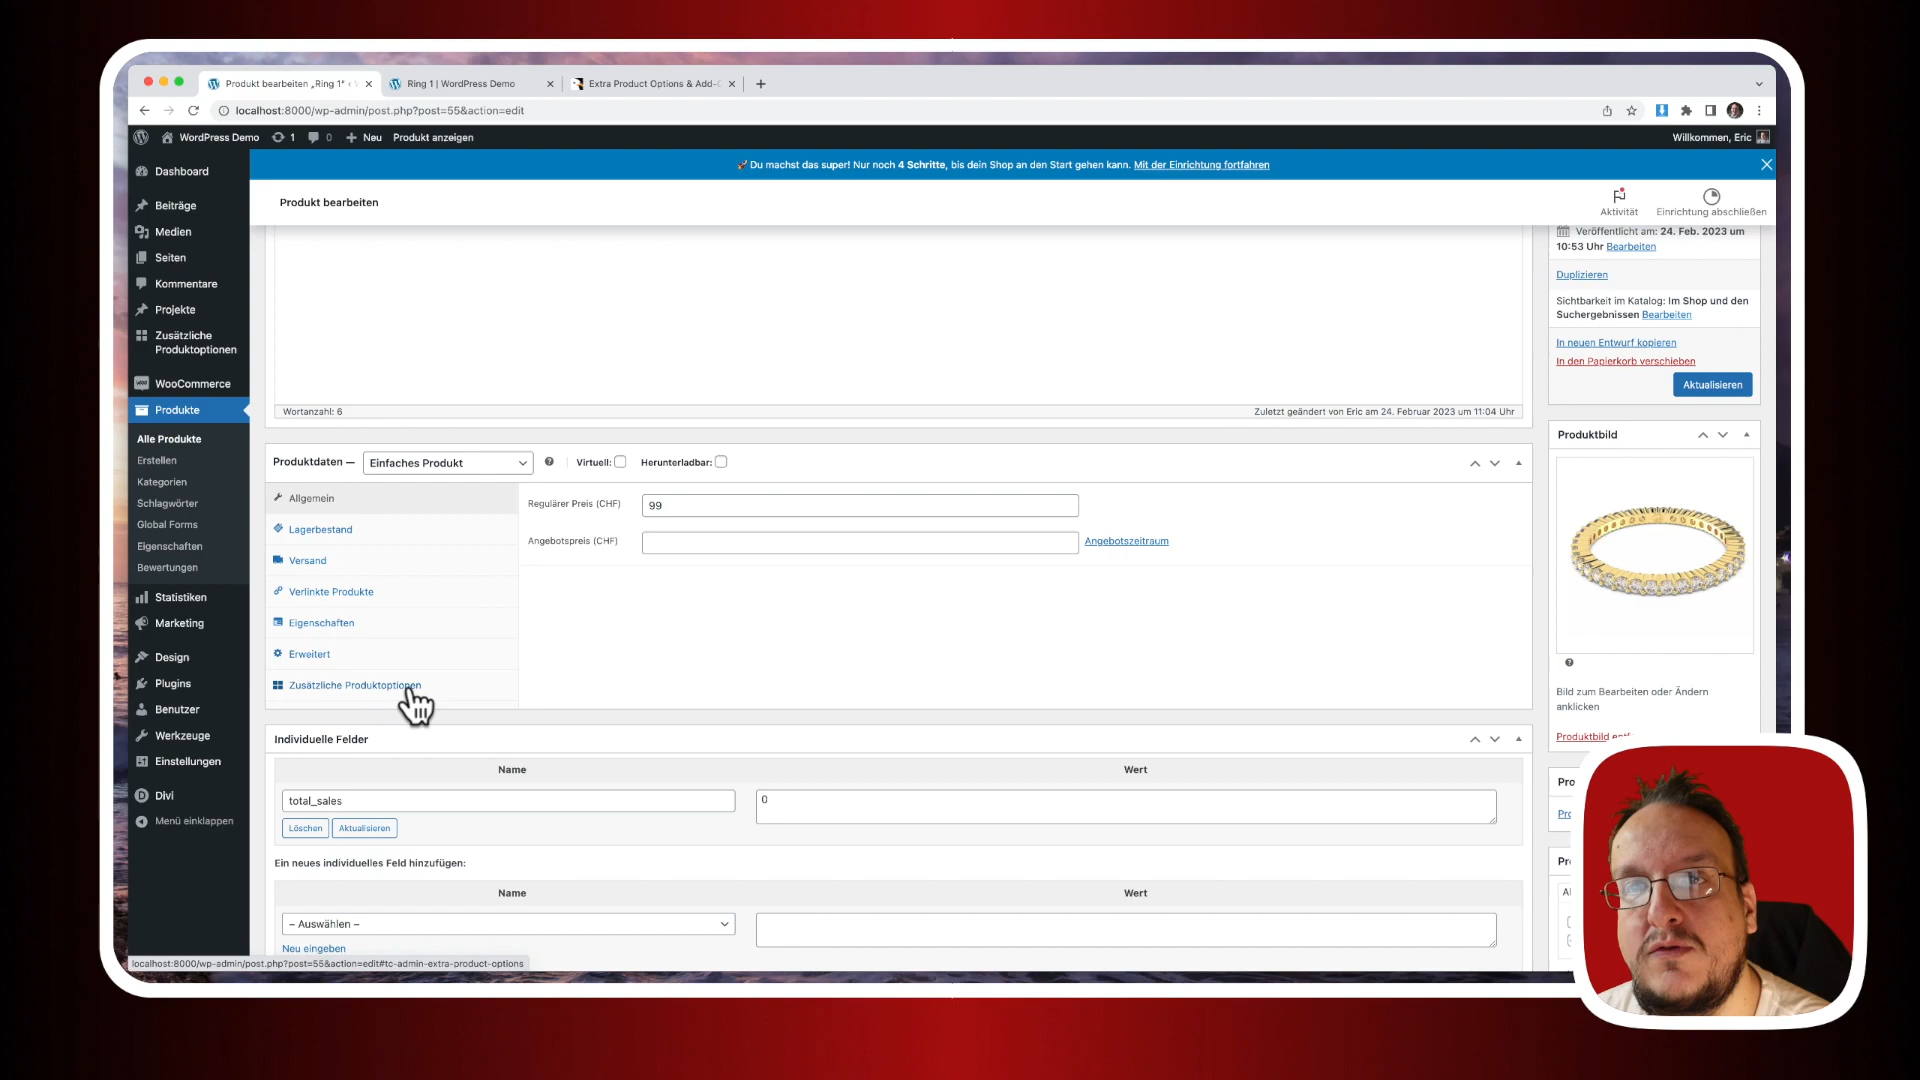 Produkt bearbeiten „Ring 1“ ‹
Ring 1 | WordPress Demo
Extra Product Options & Add-
localhost:8000/wp-admin/post.php?post=55&action=edit
WordPress Demo
1
0
Neu
Produkt anzeigen
Willkommen, Eric
🚀 Du machst das super! Nur noch 4 Schritte, bis dein Shop an den Start gehen kann. Mit der Einrichtung fortfahren
Produkt bearbeiten
Aktivität
Einrichtung abschließen
Dashboard
Beiträge
Medien
Seiten
Kommentare
Projekte
Zusätzliche
Produktoptionen
WooCommerce
Produkte
Alle Produkte
Erstellen
Kategorien
Schlagwörter
Global Forms
Eigenschaften
Bewertungen
Statistiken
Marketing
Design
Plugins
Benutzer
Werkzeuge
Einstellungen
Divi
Menü einklappen
Wortanzahl: 6
Zuletzt geändert von Eric am 24. Februar 2023 um 11:04 Uhr
Produktdaten —
Einfaches Produkt
Virtuell:
Herunterladbar:
Allgemein
Lagerbestand
Versand
Verlinkte Produkte
Eigenschaften
Erweitert
Zusätzliche Produktoptionen
Regulärer Preis (CHF)
99
Angebotspreis (CHF)
Angebotszeitraum
Individuelle Felder
Name
Wert
total_sales
0
Löschen
Aktualisieren
Ein neues individuelles Feld hinzufügen:
Name
Wert
– Auswählen –
Neu eingeben
localhost:8000/wp-admin/post.php?post=55&action=edit#tc-admin-extra-product-options
Veröffentlicht am: 24. Feb. 2023 um
10:53 Uhr Bearbeiten
Duplizieren
Sichtbarkeit im Katalog: Im Shop und den
Suchergebnissen Bearbeiten
In neuen Entwurf kopieren
In den Papierkorb verschieben
Aktualisieren
Produktbild
Bild zum Bearbeiten oder Ändern
anklicken
Produktbild